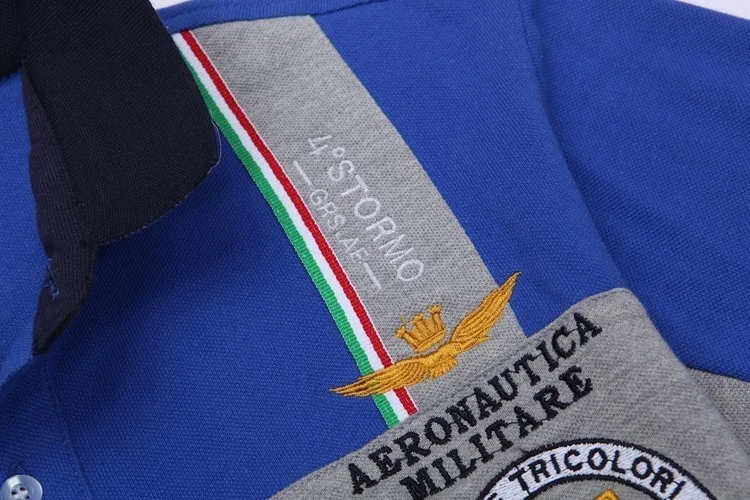 4° STORMO
— GRS.AF —
AERONAUTICA
MILITARE
E TRICOLORI